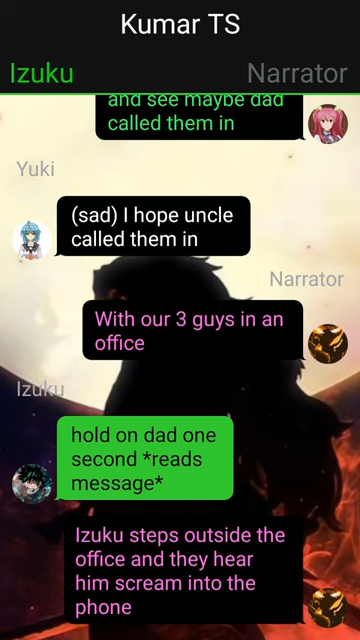 Kumar TS
Izuku
Narrator
and see maybe dad
called them in
Yuki
(sad) I hope uncle
called them in
Narrator
With our 3 guys in an
office
Izuku
hold on dad one
second *reads
message*
Izuku steps outside the
office and they hear
him scream into the
phone